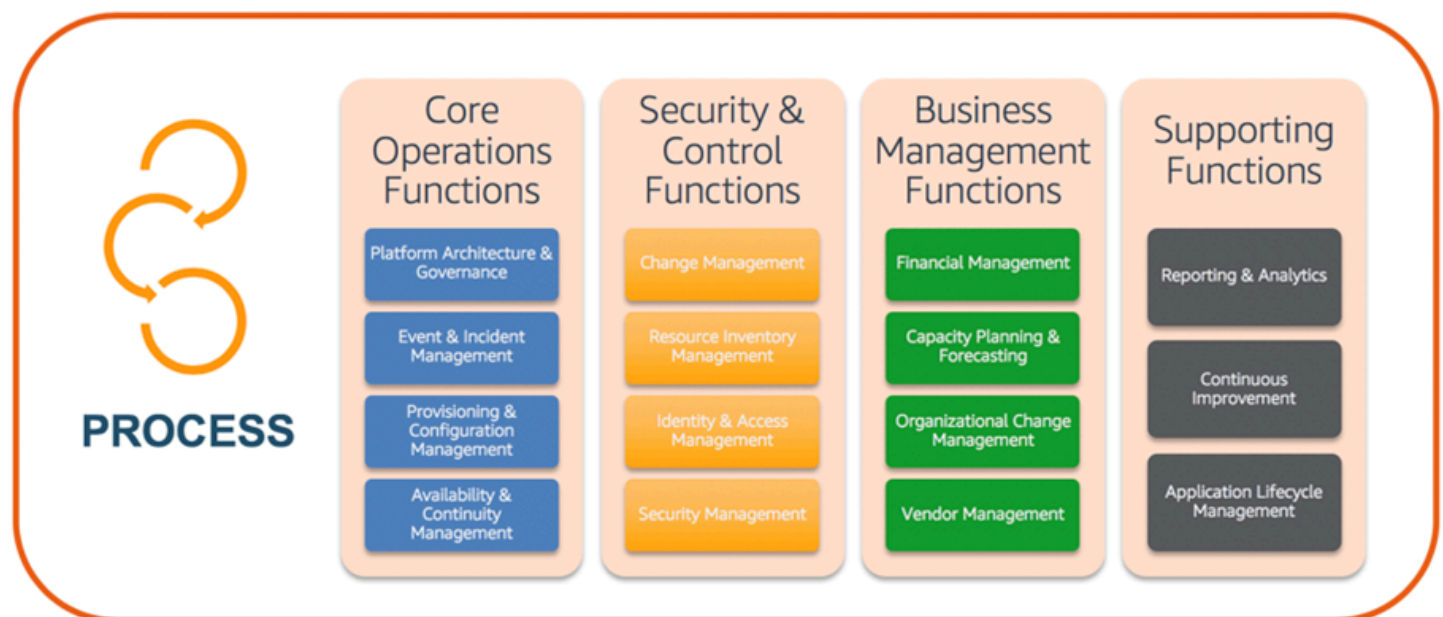 PROCESS
Core
Operations
Functions
Platform Architecture &
Governance
Event & Incident
Management
Provisioning &
Configuration
Management
Availability &
Continuity
Management
Security &
Control
Functions
Change Management
Resource Inventory
Management
Identity & Access
Management
Security Management
Business
Management
Functions
Financial Management
Capacity Planning &
Forecasting
Organizational Change
Management
Vendor Management
Supporting
Functions
Reporting & Analytics
Continuous
Improvement
Application Lifecycle
Management